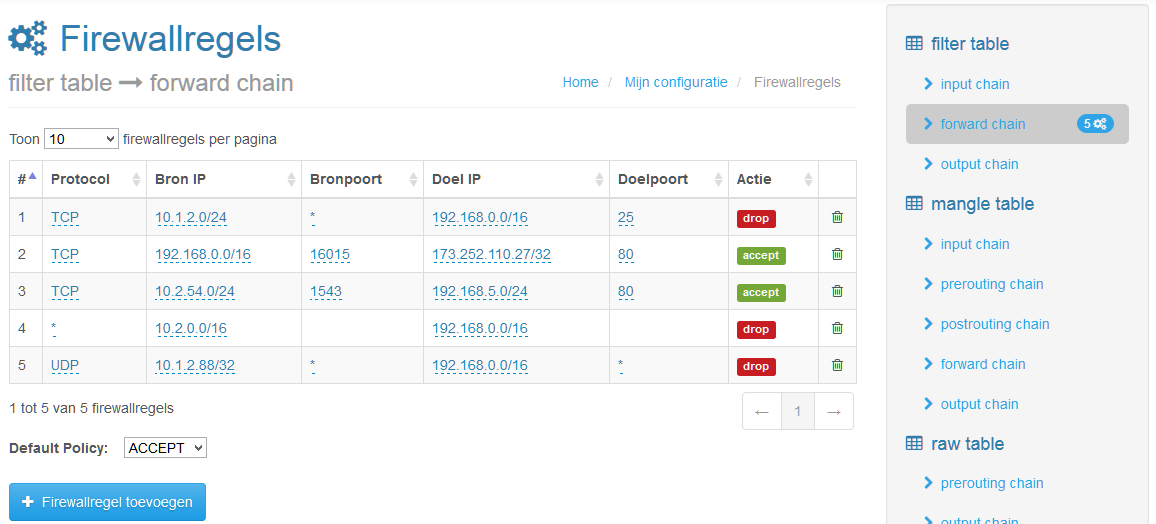 Firewallregels
filter table → forward chain
Home / Mijn configuratie / Firewallregels
Toon 10 firewallregels per pagina
# Protocol Bron IP Bronpoort Doel IP Doelpoort Actie
1 TCP 10.1.2.0/24 * 192.168.0.0/16 25 drop
2 TCP 192.168.0.0/16 16015 173.252.110.27/32 80 accept
3 TCP 10.2.54.0/24 1543 192.168.5.0/24 80 accept
4 * 10.2.0.0/16 192.168.0.0/16 drop
5 UDP 10.1.2.88/32 * 192.168.0.0/16 * drop
1 tot 5 van 5 firewallregels
← 1 →
Default Policy: ACCEPT
+ Firewallregel toevoegen
filter table
input chain
forward chain 5
output chain
mangle table
input chain
prerouting chain
postrouting chain
forward chain
output chain
raw table
prerouting chain
output chain